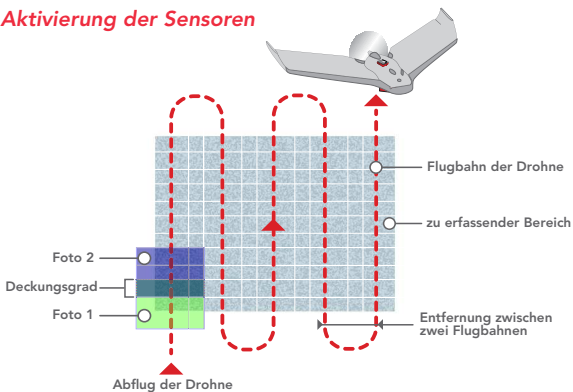 Aktivierung der Sensoren
Flugbahn der Drohne
zu erfassender Bereich
Foto 2
Deckungsgrad
Foto 1
Entfernung zwischen
zwei Flugbahnen
Abflug der Drohne